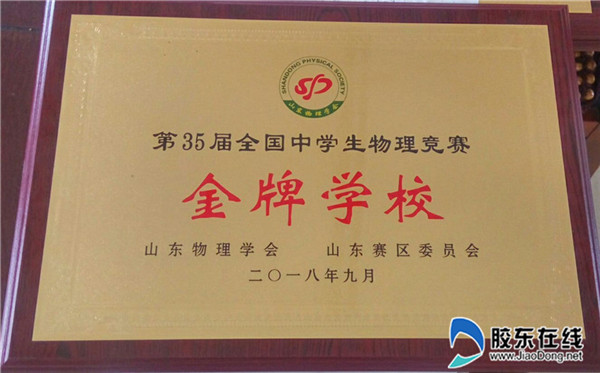 SHANDONG PHYSICAL SOCIETY
山东物理学会
第35届全国中学生物理竞赛
金牌学校
山东物理学会 山东赛区委员会
二〇一八年九月
胶东在线
www.JiaoDong.net